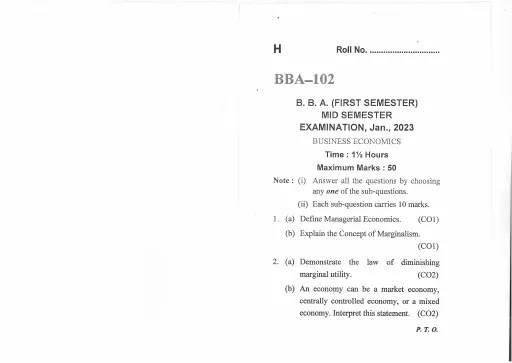 H Roll No. ..............................
BBA–102
B. B. A. (FIRST SEMESTER)
MID SEMESTER
EXAMINATION, Jan., 2023
BUSINESS ECONOMICS
Time : 1½ Hours
Maximum Marks : 50
Note : (i) Answer all the questions by choosing
any one of the sub-questions.
(ii) Each sub-question carries 10 marks.
1. (a) Define Managerial Economics. (CO1)
(b) Explain the Concept of Marginalism.
(CO1)
2. (a) Demonstrate the law of diminishing
marginal utility. (CO2)
(b) An economy can be a market economy,
centrally controlled economy, or a mixed
economy. Interpret this statement. (CO2)
P. T. O.